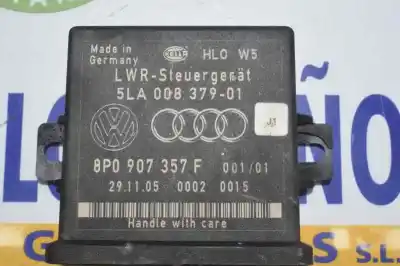 Made in
Germany
HELLA
HLO W5
LWR-Steuergerät
5LA 008 379-01
8P0 907 357 F 001/01
29.11.05 0002 0015
Handle with care
S.L.